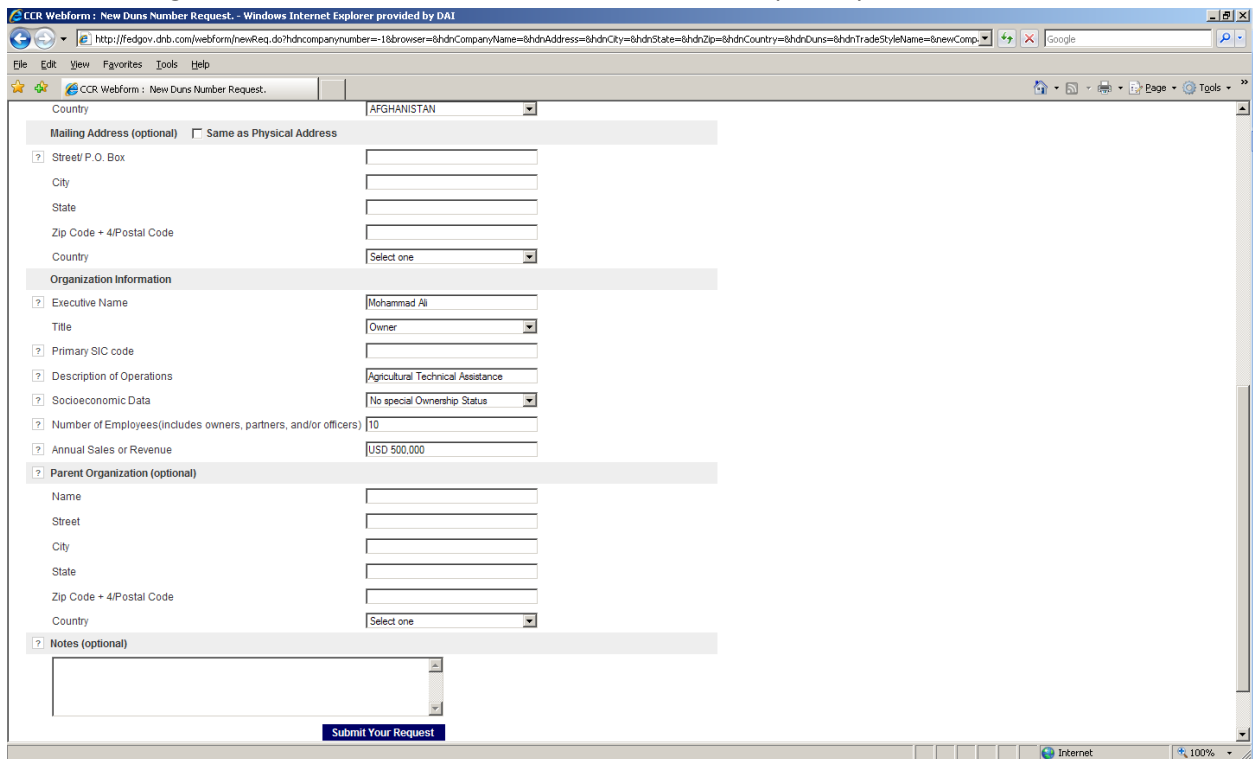 CCR Webform : New Duns Number Request. - Windows Internet Explorer provided by DAI
http://fedgov.dnb.com/webform/newReq.do?hdncompanynumber=-1&browser=&hdnCompanyName=&hdnAddress=&hdnCity=&hdnState=&hdnZip=&hdnCountry=&hdnDuns=&hdnTradeStyleName=&newComp Google
File Edit View Favorites Tools Help
CCR Webform : New Duns Number Request. Page Tools »
Country AFGHANISTAN
Mailing Address (optional) Same as Physical Address
? Street/ P.O. Box
City
State
Zip Code + 4/Postal Code
Country Select one
Organization Information
? Executive Name Mohammad Ali
Title Owner
? Primary SIC code
? Description of Operations Agricultural Technical Assistance
? Socioeconomic Data No special Ownership Status
? Number of Employees(includes owners, partners, and/or officers) 10
? Annual Sales or Revenue USD 500,000
? Parent Organization (optional)
Name
Street
City
State
Zip Code + 4/Postal Code
Country Select one
? Notes (optional)
Submit Your Request
Internet 100%